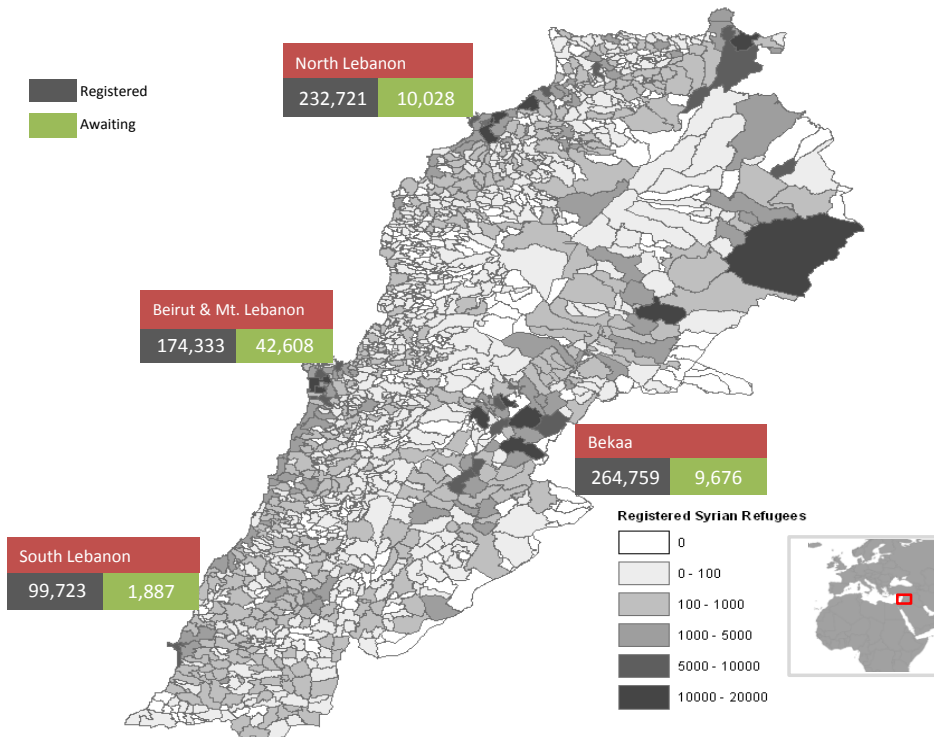 North Lebanon
232,721 10,028
Registered
Awaiting
Beirut & Mt. Lebanon
174,333 42,608
Bekaa
264,759 9,676
South Lebanon
99,723 1,887
Registered Syrian Refugees
0
0 - 100
100 - 1000
1000 - 5000
5000 - 10000
10000 - 20000